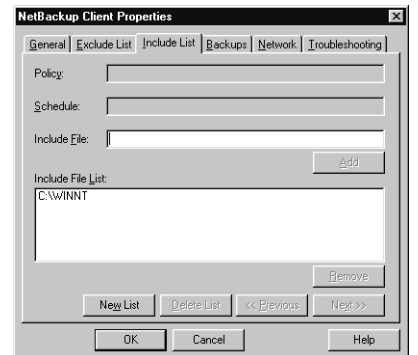 NetBackup Client Properties
General Exclude List Include List Backups Network Troubleshooting
Policy:
Schedule:
Include File:
Add
Include File List:
C:\WINNT
Remove
New List Delete List << Previous Next >>
OK Cancel Help